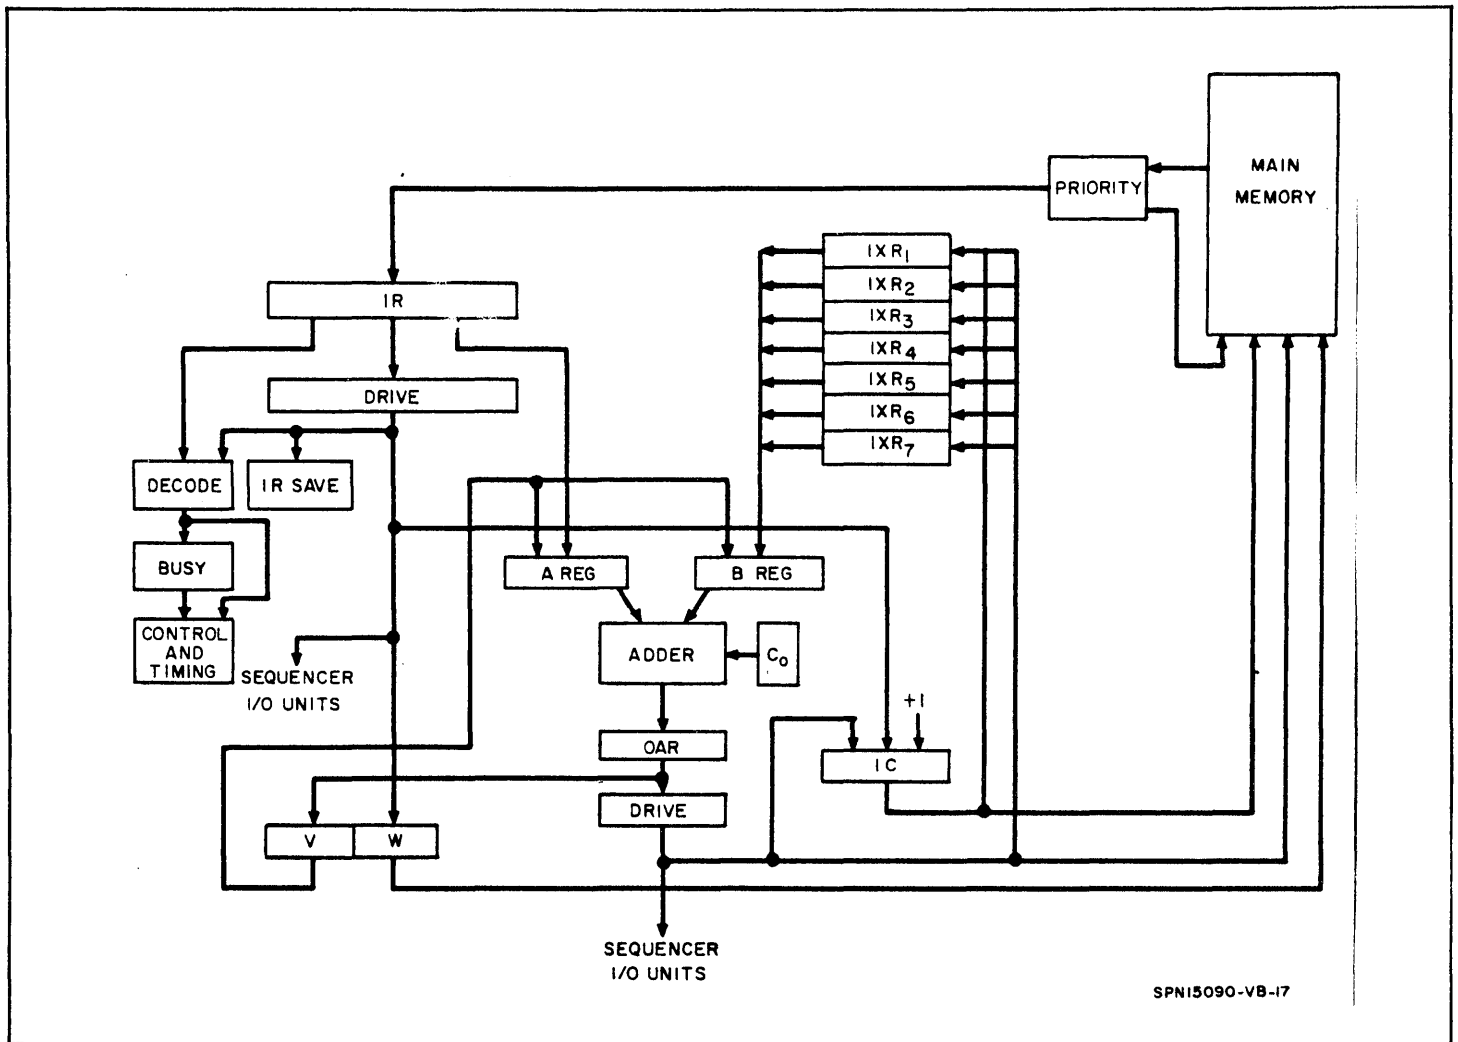 MAIN
MEMORY
PRIORITY
IXR1
IXR2
IXR3
IXR4
IXR5
IXR6
IXR7
IR
DRIVE
DECODE
IR SAVE
BUSY
A REG
B REG
CONTROL
AND
TIMING
SEQUENCER
I/O UNITS
ADDER
C0
+1
OAR
IC
DRIVE
V
W
SEQUENCER
I/O UNITS
SPN15090-VB-17